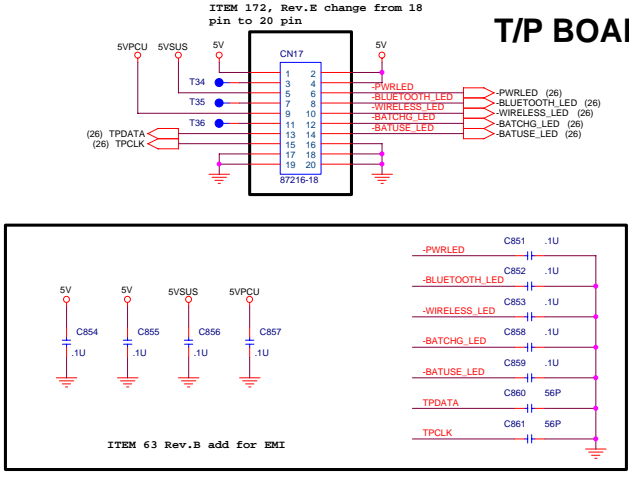 ITEM 172, Rev.E change from 18
pin to 20 pin
T/P BOA
5VPCU 5VSUS 5V CN17 5V
1 2
T34 3 4
5 6 -PWRLED -PWRLED (26)
T35 7 8 -BLUETOOTH_LED -BLUETOOTH_LED (26)
9 10 -WIRELESS_LED -WIRELESS_LED (26)
T36 11 12 -BATCHG_LED -BATCHG_LED (26)
(26) TPDATA 13 14 -BATUSE_LED -BATUSE_LED (26)
(26) TPCLK 15 16
17 18
19 20
87216-18
-PWRLED C851 .1U
-BLUETOOTH_LED C852 .1U
-WIRELESS_LED C853 .1U
-BATCHG_LED C858 .1U
-BATUSE_LED C859 .1U
TPDATA C860 56P
TPCLK C861 56P
5V 5V 5VSUS 5VPCU
C854 C855 C856 C857
.1U .1U .1U .1U
ITEM 63 Rev.B add for EMI